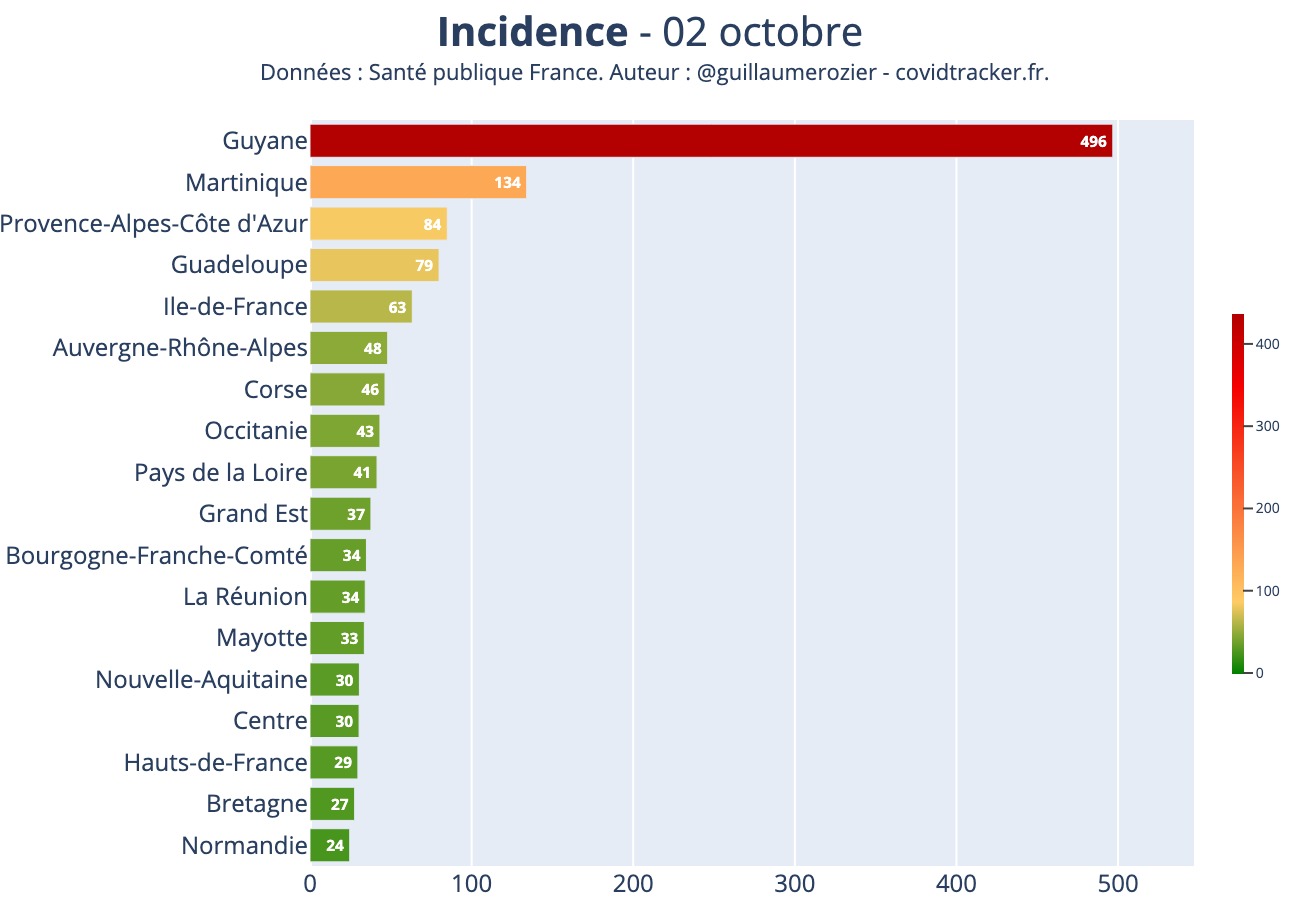 Incidence - 02 octobre
Données : Santé publique France. Auteur : @guillaumerozier - covidtracker.fr.
Guyane 496
Martinique 134
Provence-Alpes-Côte d'Azur 84
Guadeloupe 79
Ile-de-France 63
Auvergne-Rhône-Alpes 48
Corse 46
Occitanie 43
Pays de la Loire 41
Grand Est 37
Bourgogne-Franche-Comté 34
La Réunion 34
Mayotte 33
Nouvelle-Aquitaine 30
Centre 30
Hauts-de-France 29
Bretagne 27
Normandie 24
0 100 200 300 400 500
400
300
200
100
0